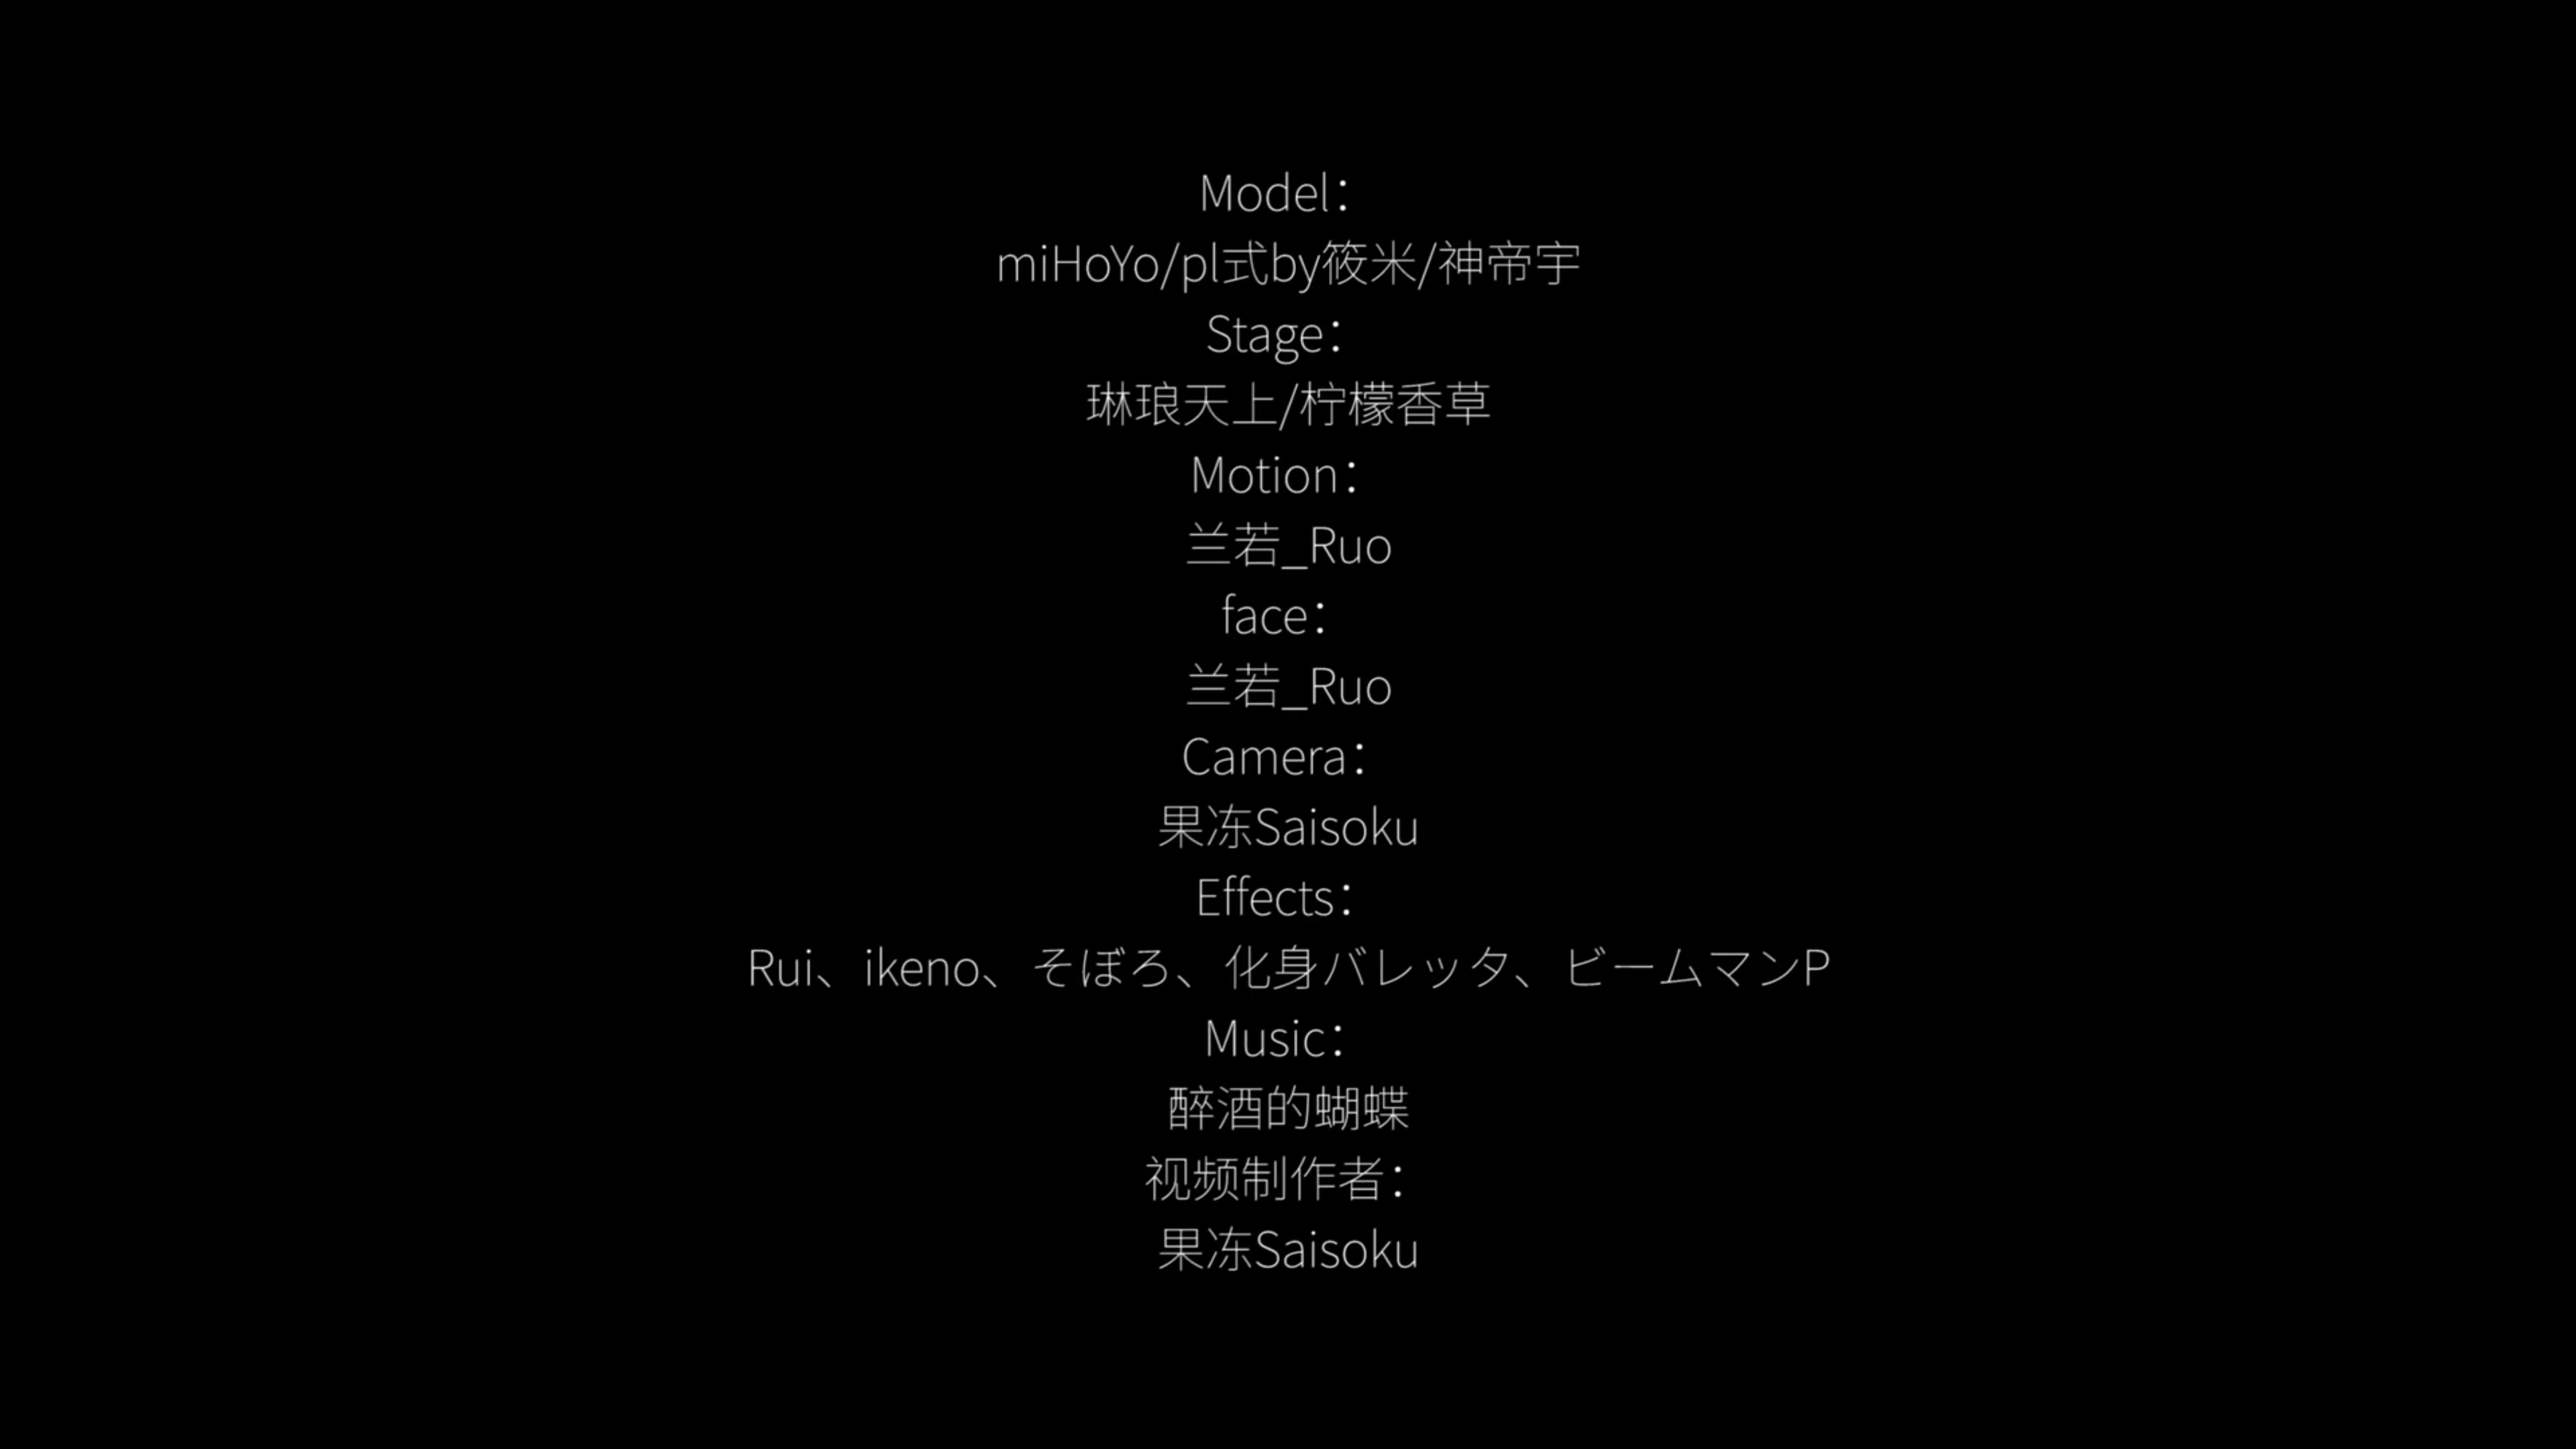 Model：
miHoYo/pl式by筱米/神帝宇
Stage：
琳琅天上/柠檬香草
Motion：
兰若_Ruo
face：
兰若_Ruo
Camera：
果冻Saisoku
Effects：
Rui、ikeno、そぼろ、化身バレッタ、ビームマンP
Music：
醉酒的蝴蝶
视频制作者：
果冻Saisoku